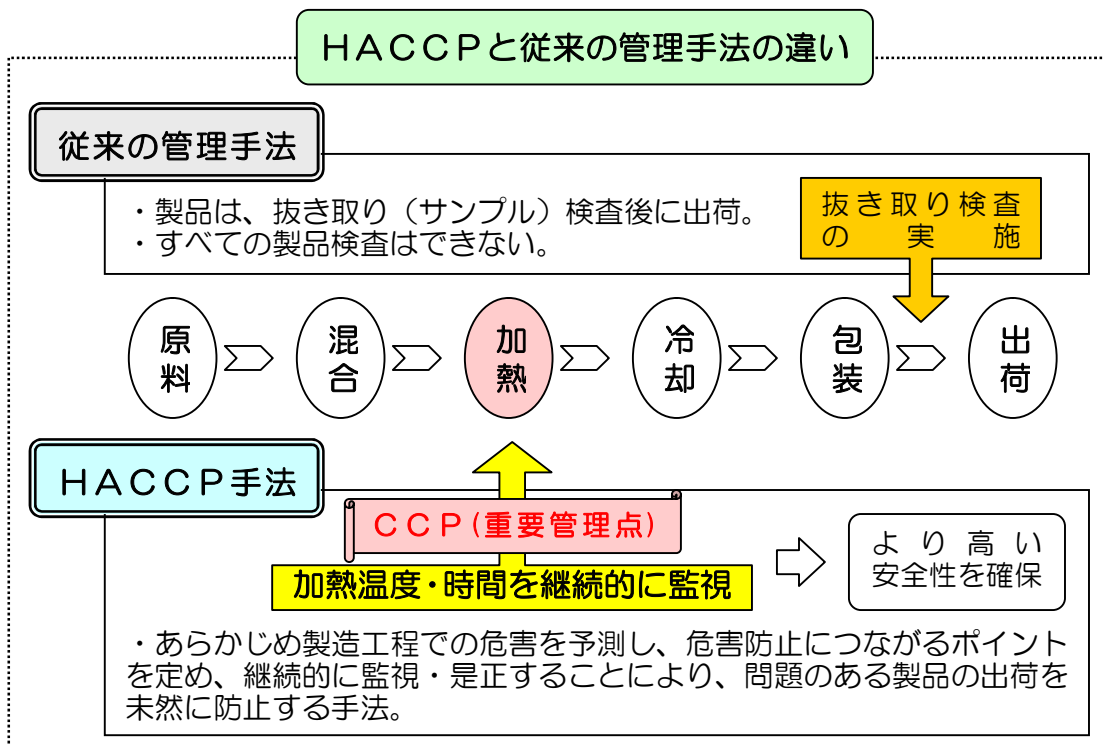 HACCPと従来の管理手法の違い
従来の管理手法
・製品は、抜き取り（サンプル）検査後に出荷。
・すべての製品検査はできない。
抜き取り検査
の実施
原料
混合
加熱
冷却
包装
出荷
HACCP手法
CCP(重要管理点)
加熱温度・時間を継続的に監視
より高い
安全性を確保
・あらかじめ製造工程での危害を予測し、危害防止につながるポイント
を定め、継続的に監視・是正することにより、問題のある製品の出荷を
未然に防止する手法。